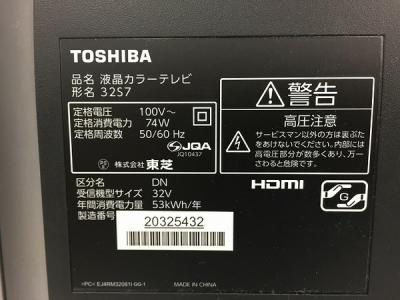 TOSHIBA
品名 液晶カラーテレビ
形名 32S7
定格電圧 100V～
定格消費電力 74W
定格周波数 50/60 Hz
JQA
JQ10437
PS E 株式会社 東芝
区分名 DN
受信機型サイズ 32V
年間消費電力量 53kWh/年
製造番号
20325432
警告
高圧注意
サービスマン以外の方は裏ぶたをあけないでください。内部には高電圧部分が数多くあり、万一さわると危険です。
HDMI
G
MADE IN CHINA